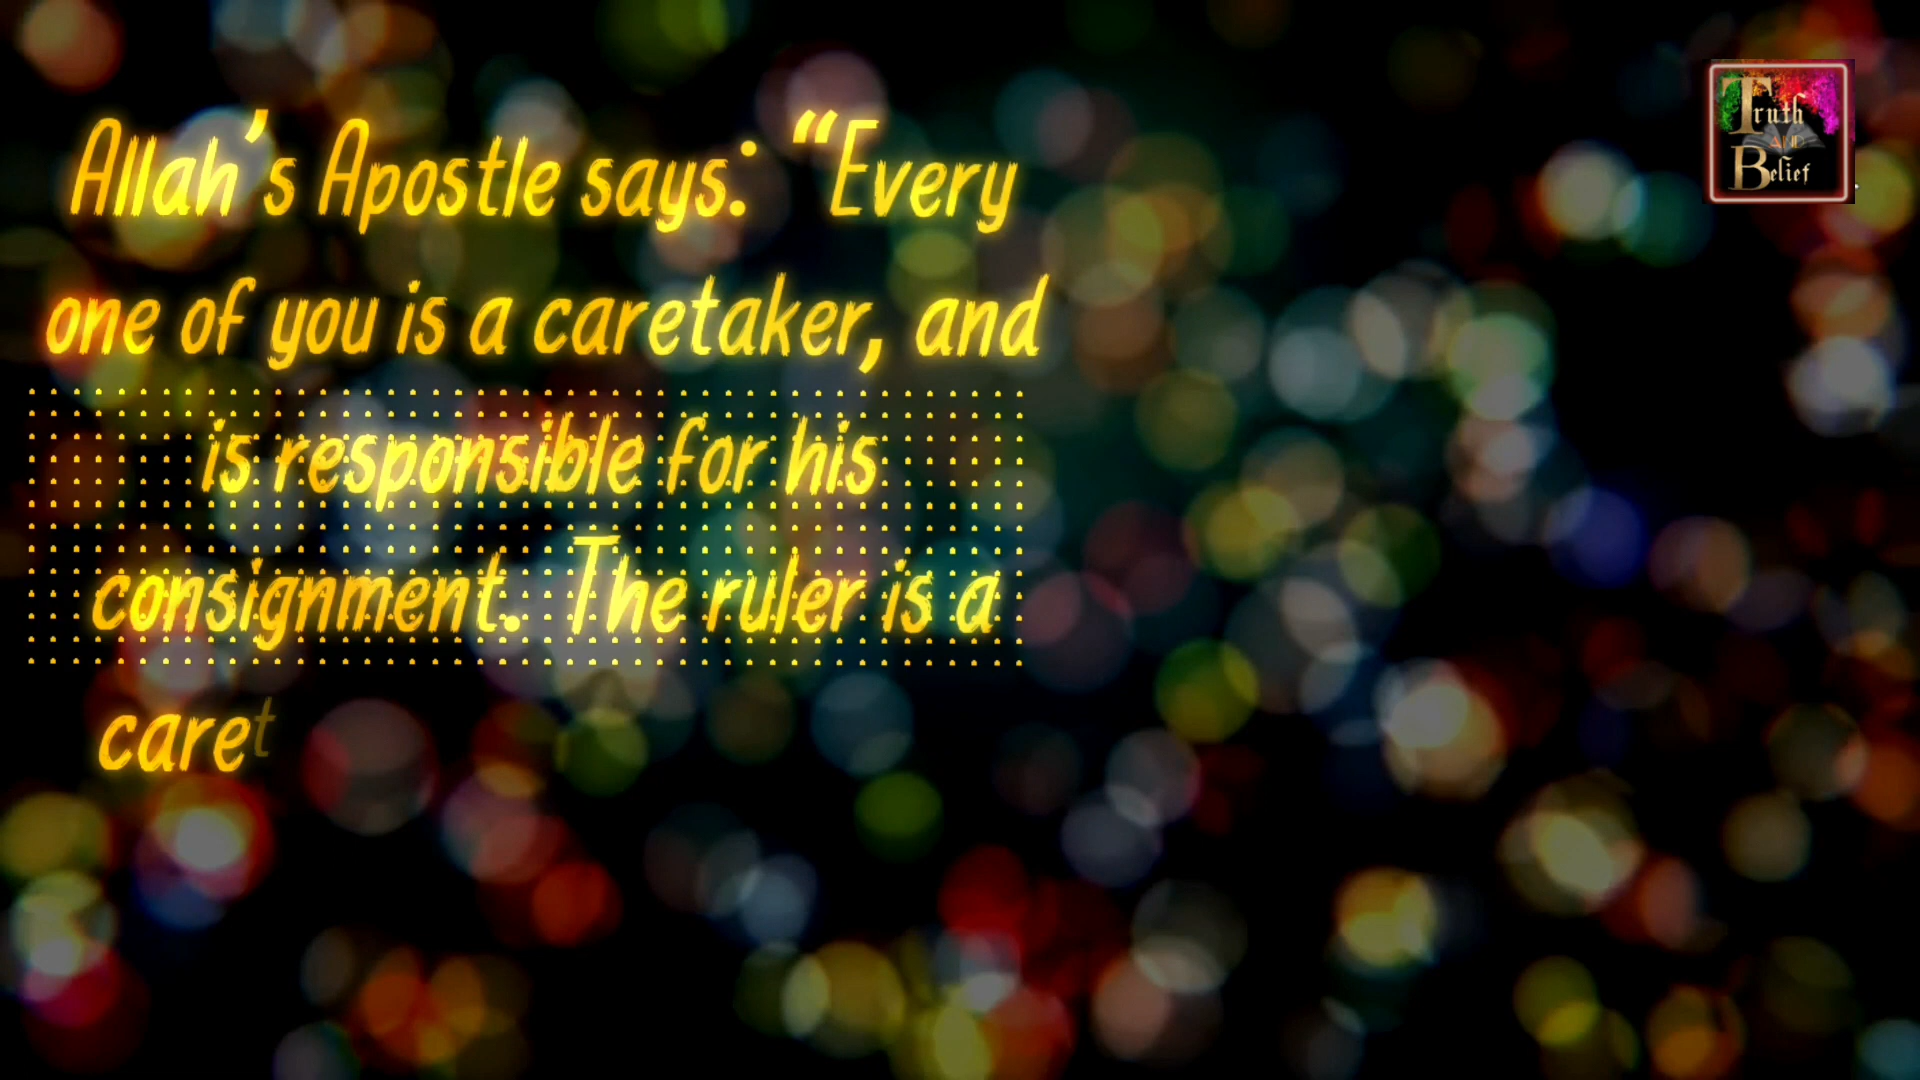 Allah's Apostle says: "Every
one of you is a caretaker, and
is responsible for his
consignment. The ruler is a
caret
Truth
AND
Belief